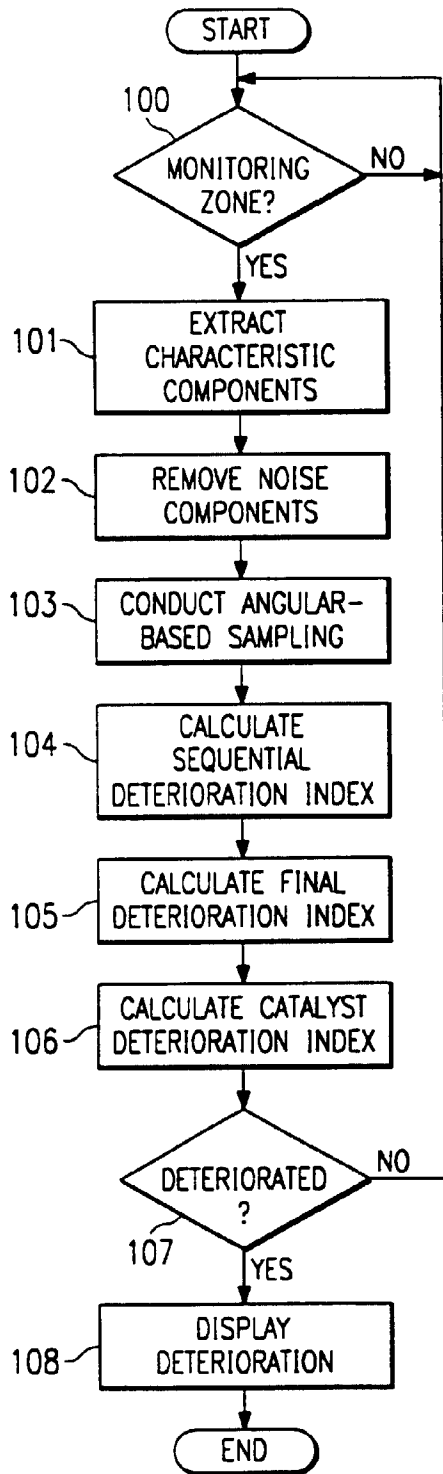 START
100
MONITORING
ZONE?
NO
YES
101
EXTRACT
CHARACTERISTIC
COMPONENTS
102
REMOVE NOISE
COMPONENTS
103
CONDUCT ANGULAR-
BASED SAMPLING
104
CALCULATE
SEQUENTIAL
DETERIORATION INDEX
105
CALCULATE FINAL
DETERIORATION INDEX
106
CALCULATE CATALYST
DETERIORATION INDEX
DETERIORATED
?
NO
107
YES
108
DISPLAY
DETERIORATION
END